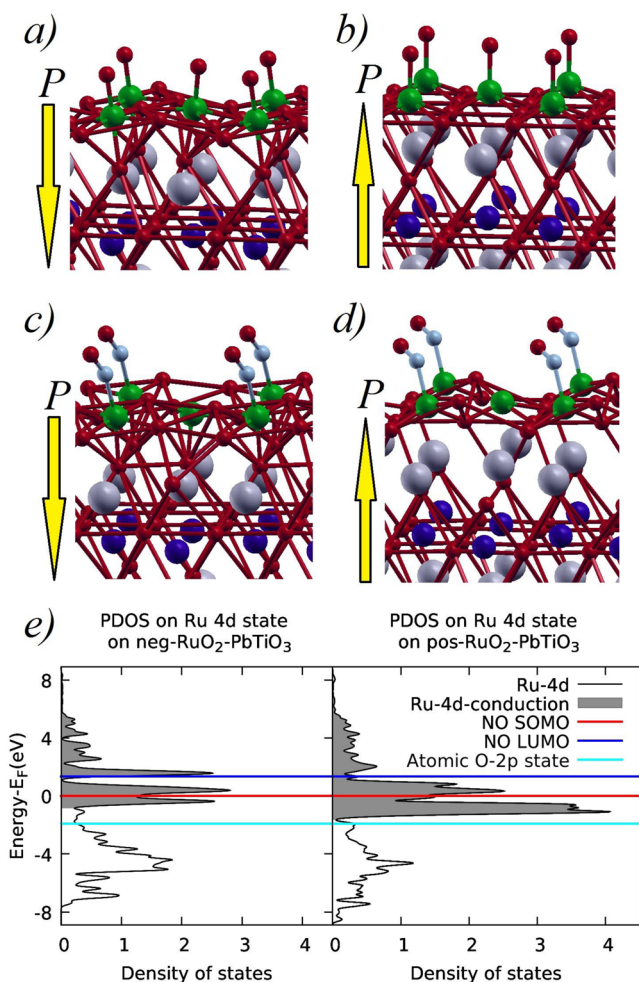 a)
b)
P
P
c)
d)
P
P
e)
PDOS on Ru 4d state
on neg-RuO₂-PbTiO₃
PDOS on Ru 4d state
on pos-RuO₂-PbTiO₃
Ru-4d
Ru-4d-conduction
NO SOMO
NO LUMO
Atomic O-2p state
Energy-E_F(eV)
8
4
0
-4
-8
0 1 2 3 4
0 1 2 3 4
Density of states
Density of states